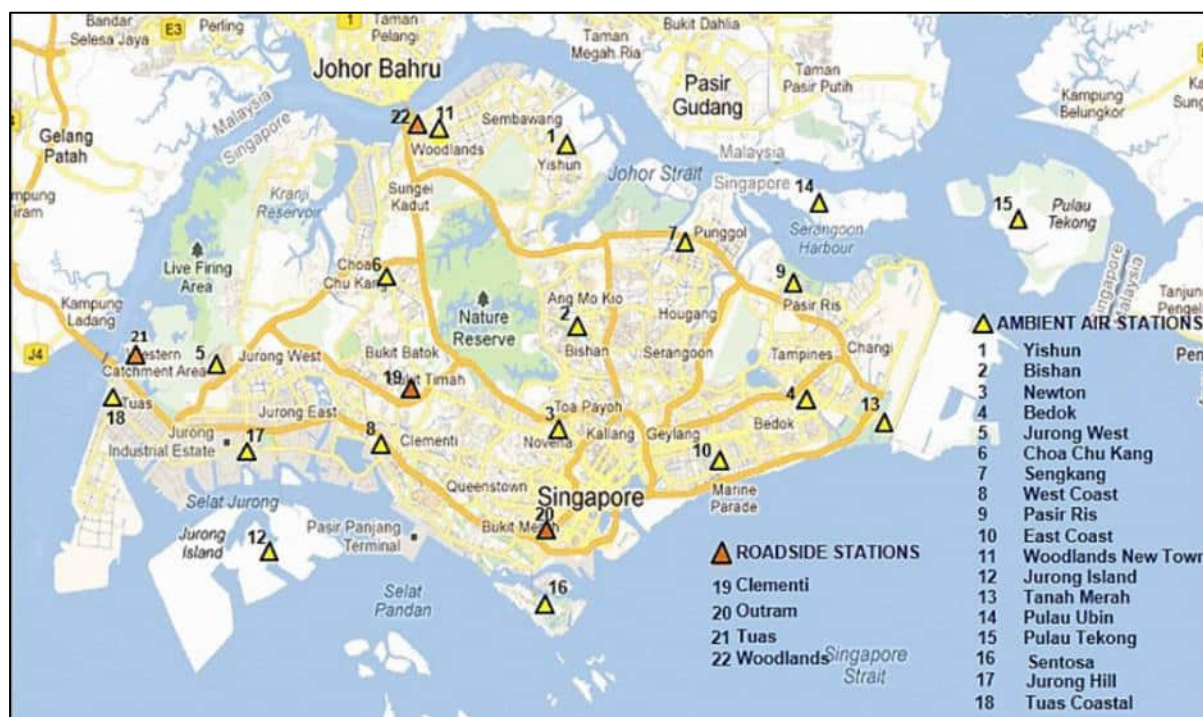 Bandar
Selesa Jaya
E3
Perling
1
Taman
Pelangi
Bukit Dahlia
Johor Bahru
Taman
Megah Ria
Pasir
Gudang
Taman
Pasir Putih
Kampung
Belungkor
Gelang
Patah
Malaysia
Singapore
22
11
Woodlands
Sembawang
1
Yishun
Malaysia
Singapore
Johor Strait
14
Serangoon
Harbour
15
Pulau
Tekong
Singapore
Malaysia
Kranji
Reservoir
Sungei
Kadut
7
Punggol
Live Firing
Area
Choa
Chu Kang
6
9
Pasir Ris
Kampung
Ladang
Nature
Reserve
Ang Mo Kio
2
Bishan
Hougang
Serangoon
Tampines
Changi
J4
21
Western
Catchment Area
5
Jurong West
Bukit Batok
19
Bukit Timah
18
Tuas
Jurong East
Jurong
Industrial Estate
17
8
Clementi
3
Novena
Toa Payoh
Kallang
Geylang
4
Bedok
13
10
Marine
Parade
Queenstown
Singapore
20
Bukit Merah
Selat Jurong
Jurong
Island
12
Pasir Panjang
Terminal
Selat
Pandan
16
Singapore
Strait
AMBIENT AIR STATIONS
1 Yishun
2 Bishan
3 Newton
4 Bedok
5 Jurong West
6 Choa Chu Kang
7 Sengkang
8 West Coast
9 Pasir Ris
10 East Coast
11 Woodlands New Town
12 Jurong Island
13 Tanah Merah
14 Pulau Ubin
15 Pulau Tekong
16 Sentosa
17 Jurong Hill
18 Tuas Coastal
ROADSIDE STATIONS
19 Clementi
20 Outram
21 Tuas
22 Woodlands